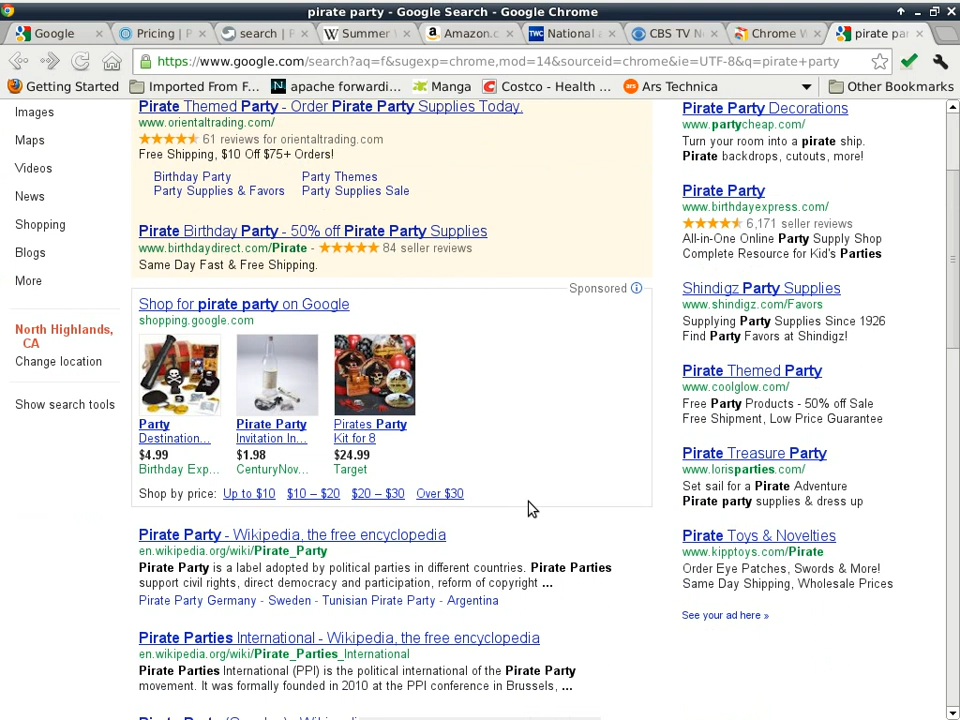 pirate party - Google Search - Google Chrome
Google
Pricing | P
search | P
Summer
Amazon.c
National
CBS TV N
Chrome W
pirate par
https://www.google.com/search?aq=f&sugexp=chrome,mod=14&sourceid=chrome&ie=UTF-8&q=pirate+party
Getting Started
Imported From F...
apache forwardi...
Manga
Costco - Health ...
Ars Technica
Other Bookmarks
Images
Maps
Videos
News
Shopping
Blogs
More
North Highlands,
CA
Change location
Show search tools
Pirate Themed Party - Order Pirate Party Supplies Today.
www.orientaltrading.com/
61 reviews for orientaltrading.com
Free Shipping, $10 Off $75+ Orders!
Birthday Party
Party Themes
Party Supplies & Favors
Party Supplies Sale
Pirate Birthday Party - 50% off Pirate Party Supplies
www.birthdaydirect.com/Pirate - 84 seller reviews
Same Day Fast & Free Shipping.
Sponsored
Shop for pirate party on Google
shopping.google.com
Party
Destination...
$4.99
Birthday Exp...
Pirate Party
Invitation In...
$1.98
CenturyNov...
Pirates Party
Kit for 8
$24.99
Target
Shop by price: Up to $10 $10 – $20 $20 – $30 Over $30
Pirate Party - Wikipedia, the free encyclopedia
en.wikipedia.org/wiki/Pirate_Party
Pirate Party is a label adopted by political parties in different countries. Pirate Parties
support civil rights, direct democracy and participation, reform of copyright ...
Pirate Party Germany - Sweden - Tunisian Pirate Party - Argentina
Pirate Parties International - Wikipedia, the free encyclopedia
en.wikipedia.org/wiki/Pirate_Parties_International
Pirate Parties International (PPI) is the political international of the Pirate Party
movement. It was formally founded in 2010 at the PPI conference in Brussels, ...
Pirate Party Decorations
www.partycheap.com/
Turn your room into a pirate ship.
Pirate backdrops, cutouts, more!
Pirate Party
www.birthdayexpress.com/
6,171 seller reviews
All-in-One Online Party Supply Shop
Complete Resource for Kid's Parties
Shindigz Party Supplies
www.shindigz.com/Favors
Supplying Party Supplies Since 1926
Find Party Favors at Shindigz!
Pirate Themed Party
www.coolglow.com/
Free Party Products - 50% off Sale
Free Shipment, Low Price Guarantee
Pirate Treasure Party
www.lorisparties.com/
Set sail for a Pirate Adventure
Pirate party supplies & dress up
Pirate Toys & Novelties
www.kipptoys.com/Pirate
Order Eye Patches, Swords & More!
Same Day Shipping, Wholesale Prices
See your ad here »